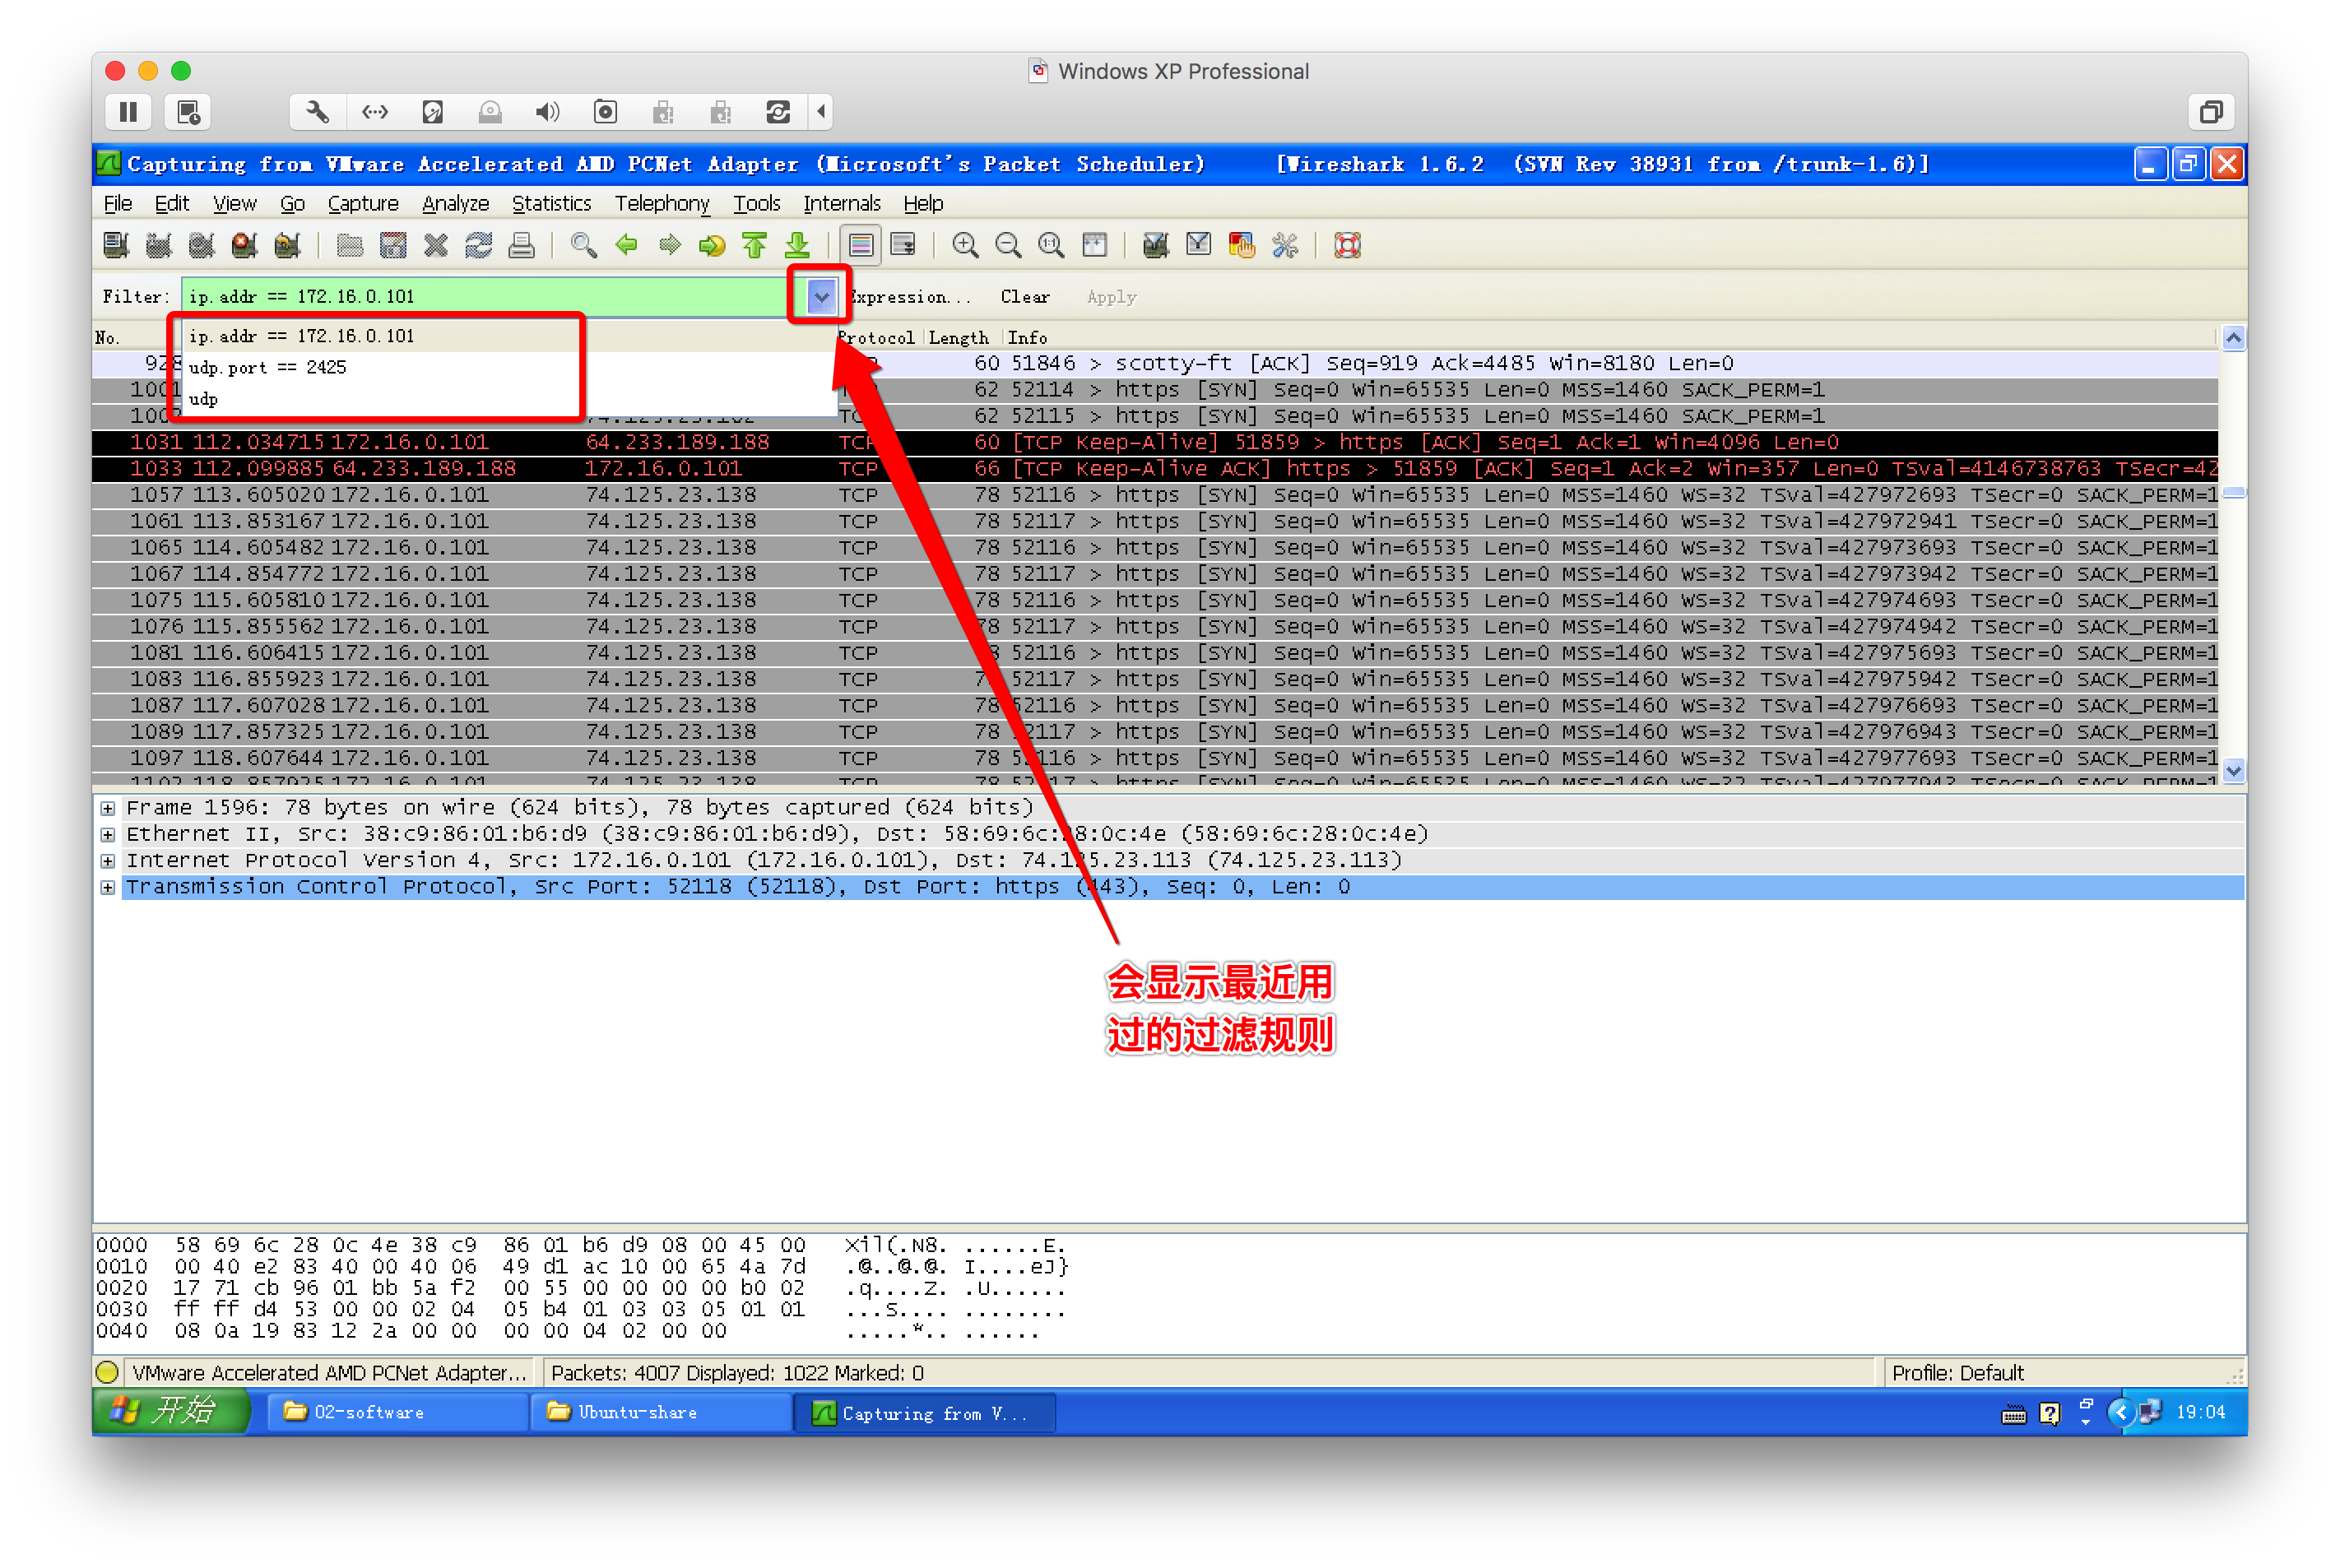 Windows XP Professional
Capturing from VMware Accelerated AMD PCNet Adapter (Microsoft's Packet Scheduler) [Wireshark 1.6.2 (SVN Rev 38931 from /trunk-1.6)]
File Edit View Go Capture Analyze Statistics Telephony Tools Internals Help
Filter: ip.addr == 172.16.0.101 Expression... Clear Apply
ip.addr == 172.16.0.101
udp.port == 2425
udp
No. Protocol Length Info
928 60 51846 > scotty-ft [ACK] Seq=919 Ack=4485 Win=8180 Len=0
1001 62 52114 > https [SYN] Seq=0 Win=65535 Len=0 MSS=1460 SACK_PERM=1
1002 TCP 62 52115 > https [SYN] Seq=0 Win=65535 Len=0 MSS=1460 SACK_PERM=1
1031 112.034715 172.16.0.101 64.233.189.188 TCP 60 [TCP Keep-Alive] 51859 > https [ACK] Seq=1 Ack=1 Win=4096 Len=0
1033 112.099885 64.233.189.188 172.16.0.101 TCP 66 [TCP Keep-Alive ACK] https > 51859 [ACK] Seq=1 Ack=2 Win=357 Len=0 TSval=4146738763 TSecr=42
1057 113.605020 172.16.0.101 74.125.23.138 TCP 78 52116 > https [SYN] Seq=0 Win=65535 Len=0 MSS=1460 WS=32 TSval=427972693 TSecr=0 SACK_PERM=1
1061 113.853167 172.16.0.101 74.125.23.138 TCP 78 52117 > https [SYN] Seq=0 Win=65535 Len=0 MSS=1460 WS=32 TSval=427972941 TSecr=0 SACK_PERM=1
1065 114.605482 172.16.0.101 74.125.23.138 TCP 78 52116 > https [SYN] Seq=0 Win=65535 Len=0 MSS=1460 WS=32 TSval=427973693 TSecr=0 SACK_PERM=1
1067 114.854772 172.16.0.101 74.125.23.138 TCP 78 52117 > https [SYN] Seq=0 Win=65535 Len=0 MSS=1460 WS=32 TSval=427973942 TSecr=0 SACK_PERM=1
1075 115.605810 172.16.0.101 74.125.23.138 TCP 78 52116 > https [SYN] Seq=0 Win=65535 Len=0 MSS=1460 WS=32 TSval=427974693 TSecr=0 SACK_PERM=1
1076 115.855562 172.16.0.101 74.125.23.138 TCP 78 52117 > https [SYN] Seq=0 Win=65535 Len=0 MSS=1460 WS=32 TSval=427974942 TSecr=0 SACK_PERM=1
1081 116.606415 172.16.0.101 74.125.23.138 TCP 52116 > https [SYN] Seq=0 Win=65535 Len=0 MSS=1460 WS=32 TSval=427975693 TSecr=0 SACK_PERM=1
1083 116.855923 172.16.0.101 74.125.23.138 TCP 52117 > https [SYN] Seq=0 Win=65535 Len=0 MSS=1460 WS=32 TSval=427975942 TSecr=0 SACK_PERM=1
1087 117.607028 172.16.0.101 74.125.23.138 TCP 78 52116 > https [SYN] Seq=0 Win=65535 Len=0 MSS=1460 WS=32 TSval=427976693 TSecr=0 SACK_PERM=1
1089 117.857325 172.16.0.101 74.125.23.138 TCP 78 52117 > https [SYN] Seq=0 Win=65535 Len=0 MSS=1460 WS=32 TSval=427976943 TSecr=0 SACK_PERM=1
1097 118.607644 172.16.0.101 74.125.23.138 TCP 78 52116 > https [SYN] Seq=0 Win=65535 Len=0 MSS=1460 WS=32 TSval=427977693 TSecr=0 SACK_PERM=1
Frame 1596: 78 bytes on wire (624 bits), 78 bytes captured (624 bits)
Ethernet II, Src: 38:c9:86:01:b6:d9 (38:c9:86:01:b6:d9), Dst: 58:69:6c:28:0c:4e (58:69:6c:28:0c:4e)
Internet Protocol Version 4, Src: 172.16.0.101 (172.16.0.101), Dst: 74.125.23.113 (74.125.23.113)
Transmission Control Protocol, Src Port: 52118 (52118), Dst Port: https (443), Seq: 0, Len: 0
会显示最近用
过的过滤规则
0000 58 69 6c 28 0c 4e 38 c9 86 01 b6 d9 08 00 45 00 Xil(.N8. ......E.
0010 00 40 e2 83 40 00 40 06 49 d1 ac 10 00 65 4a 7d .@..@.@. I....eJ}
0020 17 71 cb 96 01 bb 5a f2 00 55 00 00 00 00 b0 02 .q....Z. .U......
0030 ff ff d4 53 00 00 02 04 05 b4 01 03 03 05 01 01 ...S.... ........
0040 08 0a 19 83 12 2a 00 00 00 00 04 02 00 00 .....*.. ......
VMware Accelerated AMD PCNet Adapter... Packets: 4007 Displayed: 1022 Marked: 0 Profile: Default
开始 02-software Ubuntu-share Capturing from V... 19:04